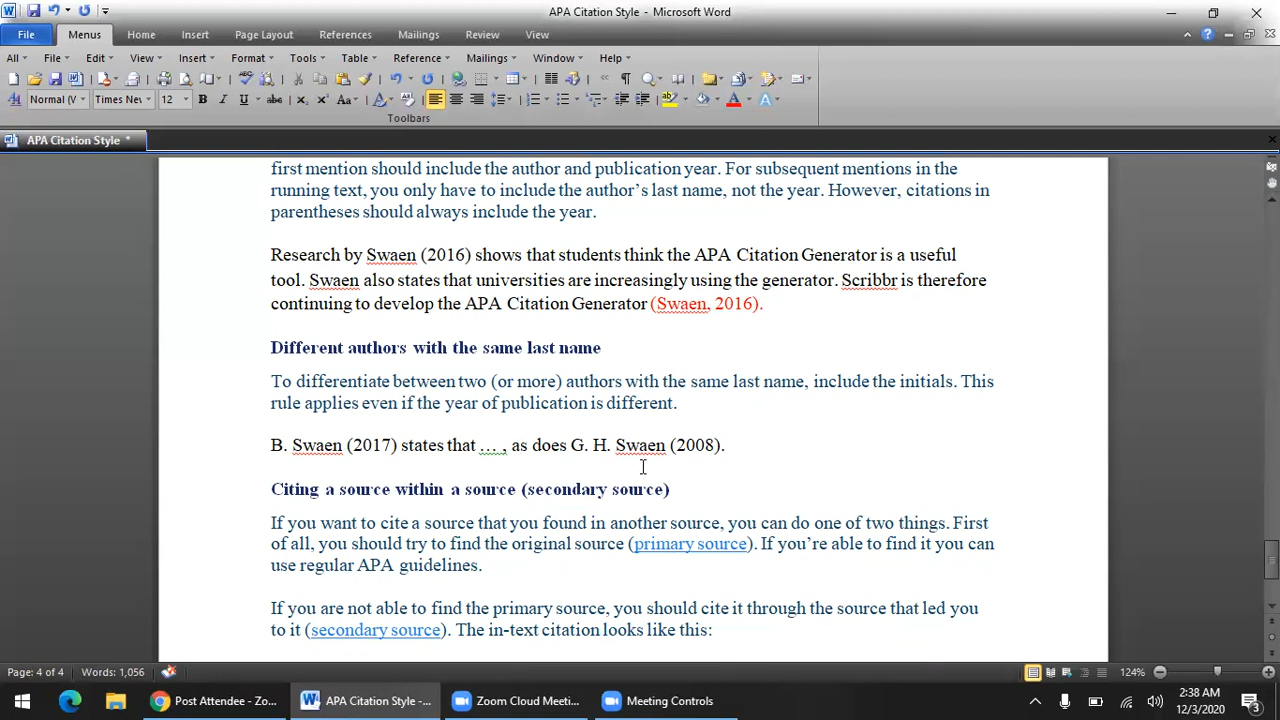 APA Citation Style - Microsoft Word
File Menus Home Insert Page Layout References Mailings Review View
All File Edit View Insert Format Tools Table Reference Mailings Window Help
Normal ( Times Nev 12
Toolbars
APA Citation Style *
first mention should include the author and publication year. For subsequent mentions in the
running text, you only have to include the author’s last name, not the year. However, citations in
parentheses should always include the year.
Research by Swaen (2016) shows that students think the APA Citation Generator is a useful
tool. Swaen also states that universities are increasingly using the generator. Scribbr is therefore
continuing to develop the APA Citation Generator (Swaen, 2016).
Different authors with the same last name
To differentiate between two (or more) authors with the same last name, include the initials. This
rule applies even if the year of publication is different.
B. Swaen (2017) states that … , as does G. H. Swaen (2008).
Citing a source within a source (secondary source)
If you want to cite a source that you found in another source, you can do one of two things. First
of all, you should try to find the original source (primary source). If you’re able to find it you can
use regular APA guidelines.
If you are not able to find the primary source, you should cite it through the source that led you
to it (secondary source). The in-text citation looks like this:
Page: 4 of 4 Words: 1,056 124%
Post Attendee - Zo... APA Citation Style -... Zoom Cloud Meeti... Meeting Controls 2:38 AM
12/3/2020 3